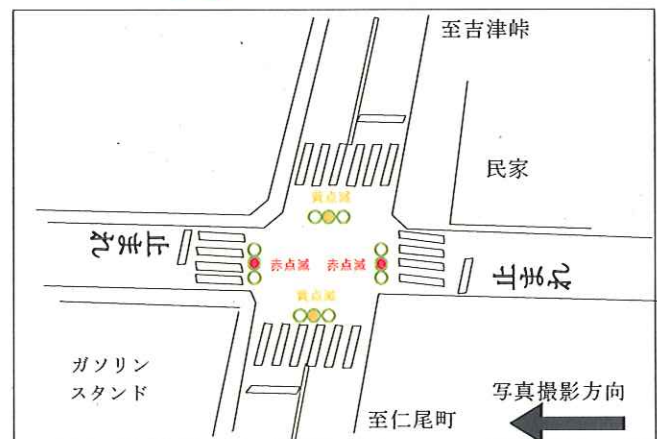 至吉津峠
民家
黄点滅
止まれ
赤点滅 赤点滅
止まれ
黄点滅
ガソリン
スタンド
写真撮影方向
至仁尾町